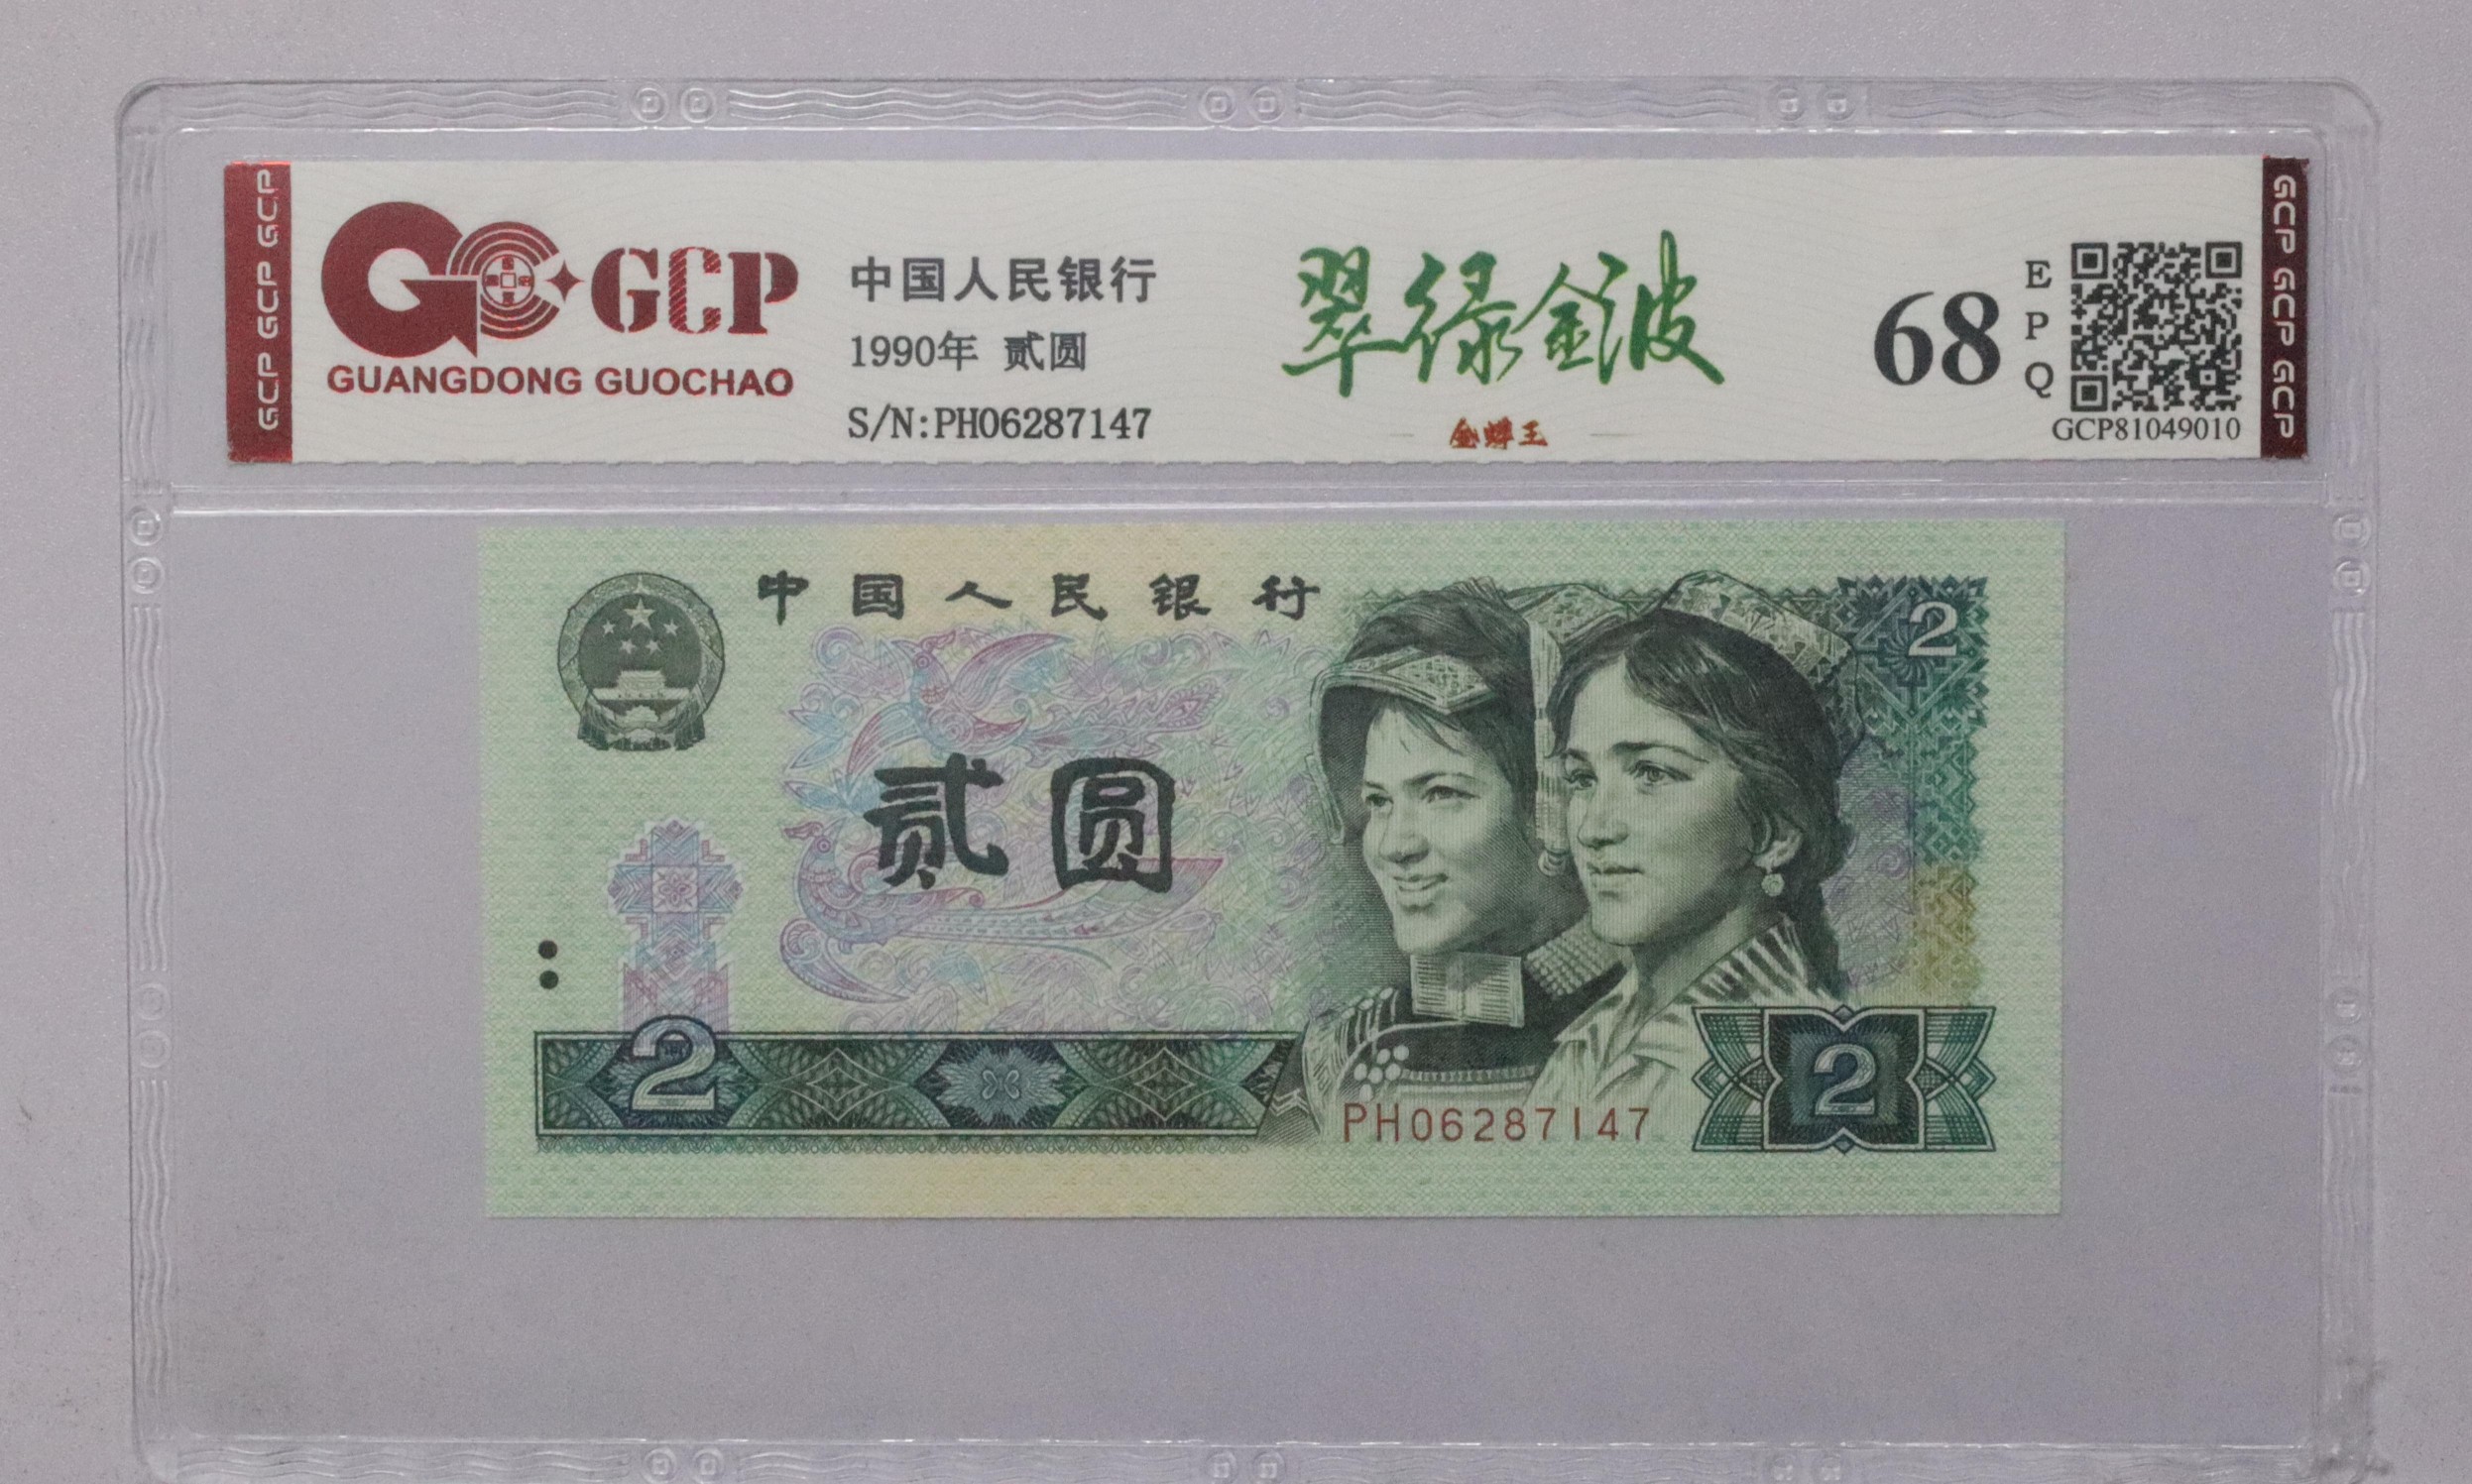 GCP GCP GCP
GCP
GUANGDONG GUOCHAO
中国人民银行
1990年 贰圆
S/N:PH06287147
翠绿金波
金蟬王
68
EPQ
GCP81049010
GCP GCP GCP
中国人民银行
2
贰圆
2
PH06287147
2